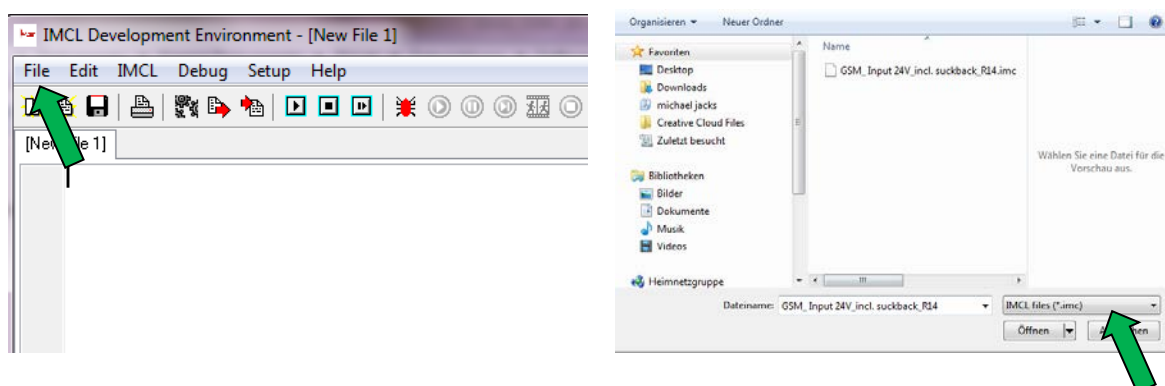 IMCL Development Environment - [New File 1]
File Edit IMCL Debug Setup Help
[New File 1]
Organisieren Neuer Ordner
Favoriten
Desktop
Downloads
michael jacks
Creative Cloud Files
Zuletzt besucht
Bibliotheken
Bilder
Dokumente
Musik
Videos
Heimnetzgruppe
Name
GSM_Input 24V_incl. suckback_R14.imc
Wählen Sie eine Datei für die
Vorschau aus.
Dateiname: GSM_Input 24V_incl. suckback_R14 IMCL files (*.imc)
Öffnen